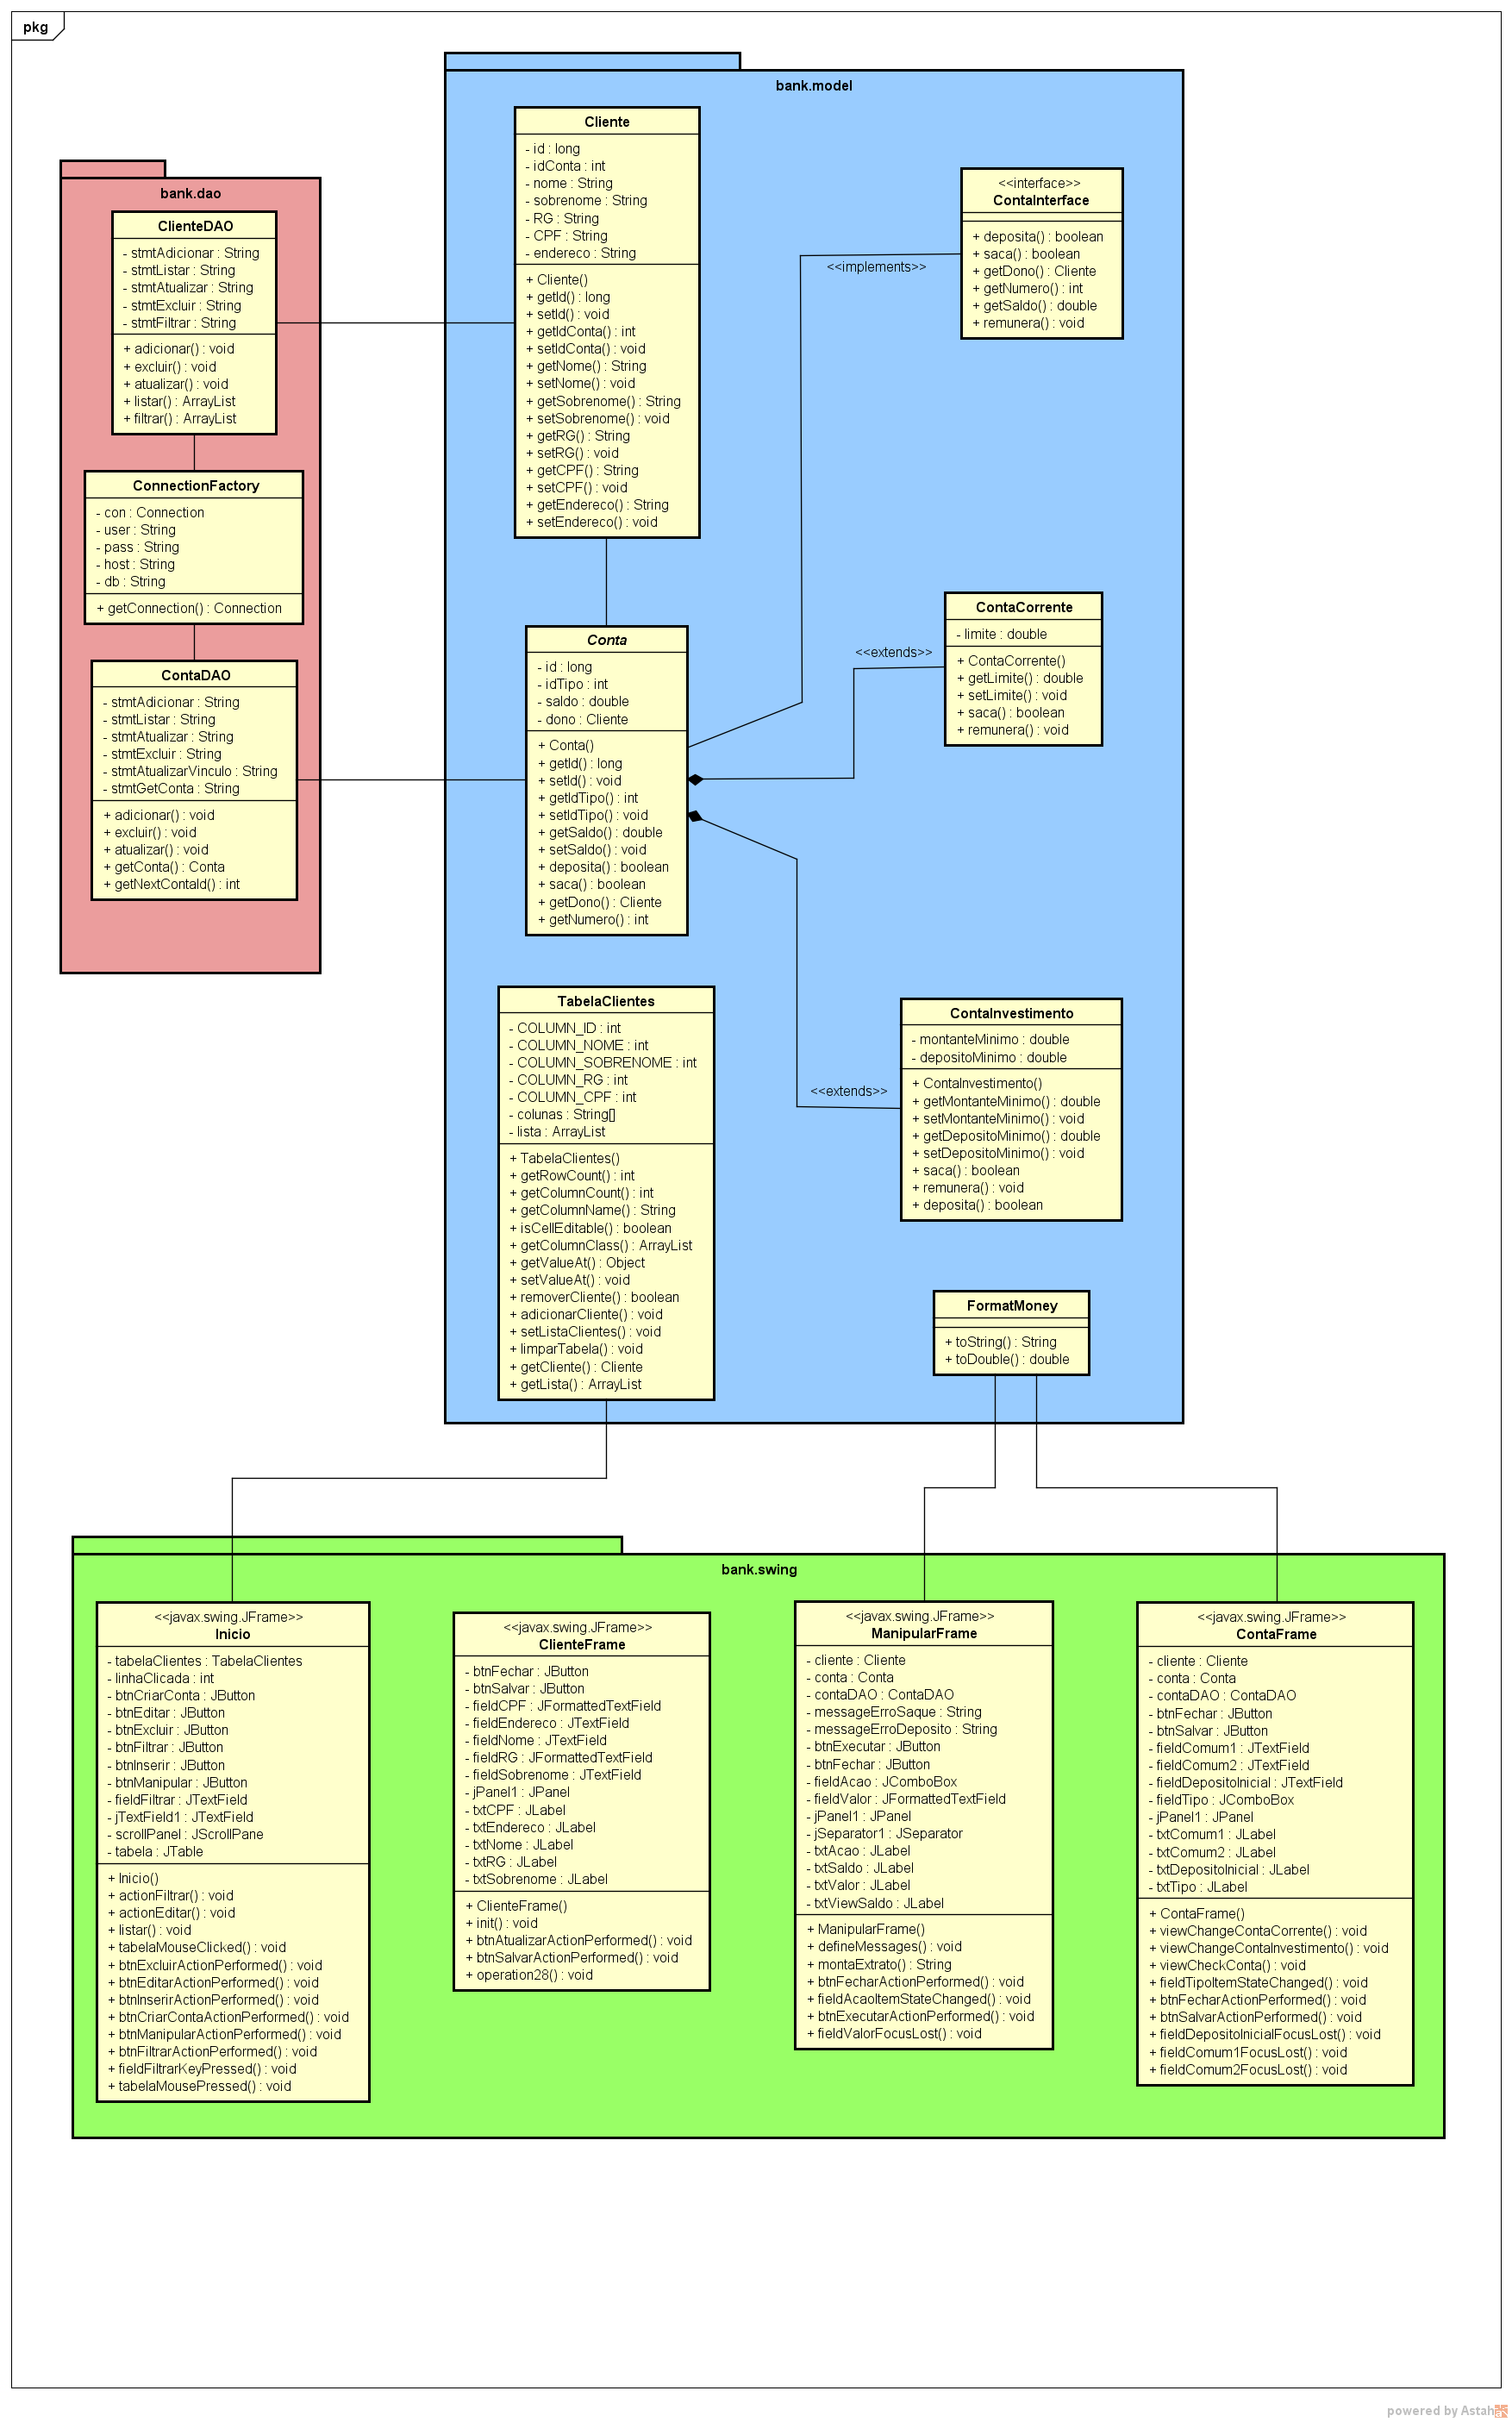 pkg
bank.model
Cliente
- id : long
- idConta : int
- nome : String
- sobrenome : String
- RG : String
- CPF : String
- endereco : String
+ Cliente()
+ getId() : long
+ setId() : void
+ getIdConta() : int
+ setIdConta() : void
+ getNome() : String
+ setNome() : void
+ getSobrenome() : String
+ setSobrenome() : void
+ getRG() : String
+ setRG() : void
+ getCPF() : String
+ setCPF() : void
+ getEndereco() : String
+ setEndereco() : void
<<interface>>
ContaInterface
+ deposita() : boolean
+ saca() : boolean
+ getDono() : Cliente
+ getNumero() : int
+ getSaldo() : double
+ remunera() : void
<<implements>>
bank.dao
ClienteDAO
- stmtAdicionar : String
- stmtListar : String
- stmtAtualizar : String
- stmtExcluir : String
- stmtFiltrar : String
+ adicionar() : void
+ excluir() : void
+ atualizar() : void
+ listar() : ArrayList
+ filtrar() : ArrayList
ConnectionFactory
- con : Connection
- user : String
- pass : String
- host : String
- db : String
+ getConnection() : Connection
ContaDAO
- stmtAdicionar : String
- stmtListar : String
- stmtAtualizar : String
- stmtExcluir : String
- stmtAtualizarVinculo : String
- stmtGetConta : String
+ adicionar() : void
+ excluir() : void
+ atualizar() : void
+ getConta() : Conta
+ getNextContaId() : int
Conta
- id : long
- idTipo : int
- saldo : double
- dono : Cliente
+ Conta()
+ getId() : long
+ setId() : void
+ getIdTipo() : int
+ setIdTipo() : void
+ getSaldo() : double
+ setSaldo() : void
+ deposita() : boolean
+ saca() : boolean
+ getDono() : Cliente
+ getNumero() : int
<<extends>>
ContaCorrente
- limite : double
+ ContaCorrente()
+ getLimite() : double
+ setLimite() : void
+ saca() : boolean
+ remunera() : void
TabelaClientes
- COLUMN_ID : int
- COLUMN_NOME : int
- COLUMN_SOBRENOME : int
- COLUMN_RG : int
- COLUMN_CPF : int
- colunas : String[]
- lista : ArrayList
+ TabelaClientes()
+ getRowCount() : int
+ getColumnCount() : int
+ getColumnName() : String
+ isCellEditable() : boolean
+ getColumnClass() : ArrayList
+ getValueAt() : Object
+ setValueAt() : void
+ removerCliente() : boolean
+ adicionarCliente() : void
+ setListaClientes() : void
+ limparTabela() : void
+ getCliente() : Cliente
+ getLista() : ArrayList
<<extends>>
ContaInvestimento
- montanteMinimo : double
- depositoMinimo : double
+ ContaInvestimento()
+ getMontanteMinimo() : double
+ setMontanteMinimo() : void
+ getDepositoMinimo() : double
+ setDepositoMinimo() : void
+ saca() : boolean
+ remunera() : void
+ deposita() : boolean
FormatMoney
+ toString() : String
+ toDouble() : double
bank.swing
<<javax.swing.JFrame>>
Inicio
- tabelaClientes : TabelaClientes
- linhaClicada : int
- btnCriarConta : JButton
- btnEditar : JButton
- btnExcluir : JButton
- btnFiltrar : JButton
- btnInserir : JButton
- btnManipular : JButton
- fieldFiltrar : JTextField
- jTextField1 : JTextField
- scrollPanel : JScrollPane
- tabela : JTable
+ Inicio()
+ actionFiltrar() : void
+ actionEditar() : void
+ listar() : void
+ tabelaMouseClicked() : void
+ btnExcluirActionPerformed() : void
+ btnEditarActionPerformed() : void
+ btnInserirActionPerformed() : void
+ btnCriarContaActionPerformed() : void
+ btnManipularActionPerformed() : void
+ btnFiltrarActionPerformed() : void
+ fieldFiltrarKeyPressed() : void
+ tabelaMousePressed() : void
<<javax.swing.JFrame>>
ClienteFrame
- btnFechar : JButton
- btnSalvar : JButton
- fieldCPF : JFormattedTextField
- fieldEndereco : JTextField
- fieldNome : JTextField
- fieldRG : JFormattedTextField
- fieldSobrenome : JTextField
- jPanel1 : JPanel
- txtCPF : JLabel
- txtEndereco : JLabel
- txtNome : JLabel
- txtRG : JLabel
- txtSobrenome : JLabel
+ ClienteFrame()
+ init() : void
+ btnAtualizarActionPerformed() : void
+ btnSalvarActionPerformed() : void
+ operation28() : void
<<javax.swing.JFrame>>
ManipularFrame
- cliente : Cliente
- conta : Conta
- contaDAO : ContaDAO
- messageErroSaque : String
- messageErroDeposito : String
- btnExecutar : JButton
- btnFechar : JButton
- fieldAcao : JComboBox
- fieldValor : JFormattedTextField
- jPanel1 : JPanel
- jSeparator1 : JSeparator
- txtAcao : JLabel
- txtSaldo : JLabel
- txtValor : JLabel
- txtViewSaldo : JLabel
+ ManipularFrame()
+ defineMessages() : void
+ montaExtrato() : String
+ btnFecharActionPerformed() : void
+ fieldAcaoItemStateChanged() : void
+ btnExecutarActionPerformed() : void
+ fieldValorFocusLost() : void
<<javax.swing.JFrame>>
ContaFrame
- cliente : Cliente
- conta : Conta
- contaDAO : ContaDAO
- btnFechar : JButton
- btnSalvar : JButton
- fieldComum1 : JTextField
- fieldComum2 : JTextField
- fieldDepositoInicial : JTextField
- fieldTipo : JComboBox
- jPanel1 : JPanel
- txtComum1 : JLabel
- txtComum2 : JLabel
- txtDepositoInicial : JLabel
- txtTipo : JLabel
+ ContaFrame()
+ viewChangeContaCorrente() : void
+ viewChangeContaInvestimento() : void
+ viewCheckConta() : void
+ fieldTipoItemStateChanged() : void
+ btnFecharActionPerformed() : void
+ btnSalvarActionPerformed() : void
+ fieldDepositoInicialFocusLost() : void
+ fieldComum1FocusLost() : void
+ fieldComum2FocusLost() : void
powered by Astah